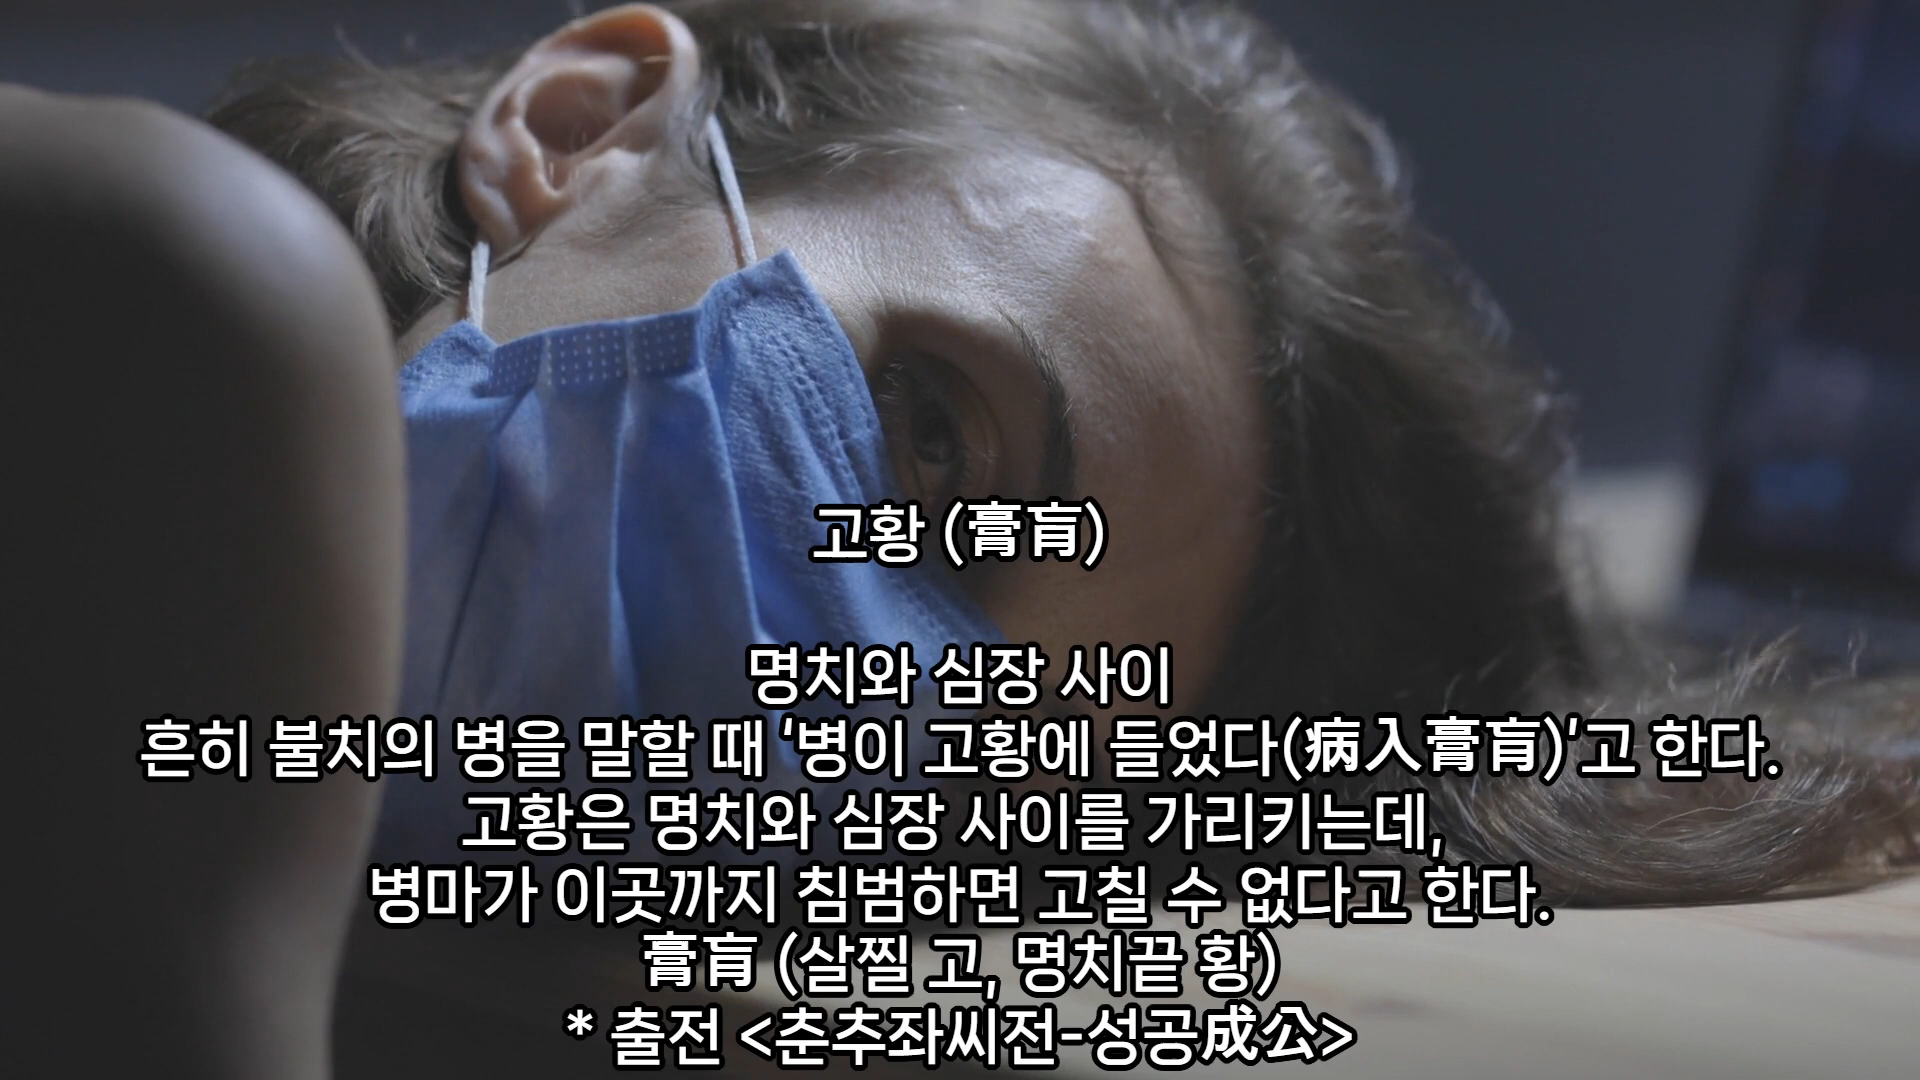 고황 (膏肓)
명치와 심장 사이
흔히 불치의 병을 말할 때 '병이 고황에 들었다(病入膏肓)'고 한다.
고황은 명치와 심장 사이를 가리키는데,
병마가 이곳까지 침범하면 고칠 수 없다고 한다.
膏肓 (살찔 고, 명치끝 황)
* 출전 <춘추좌씨전-성공成公>